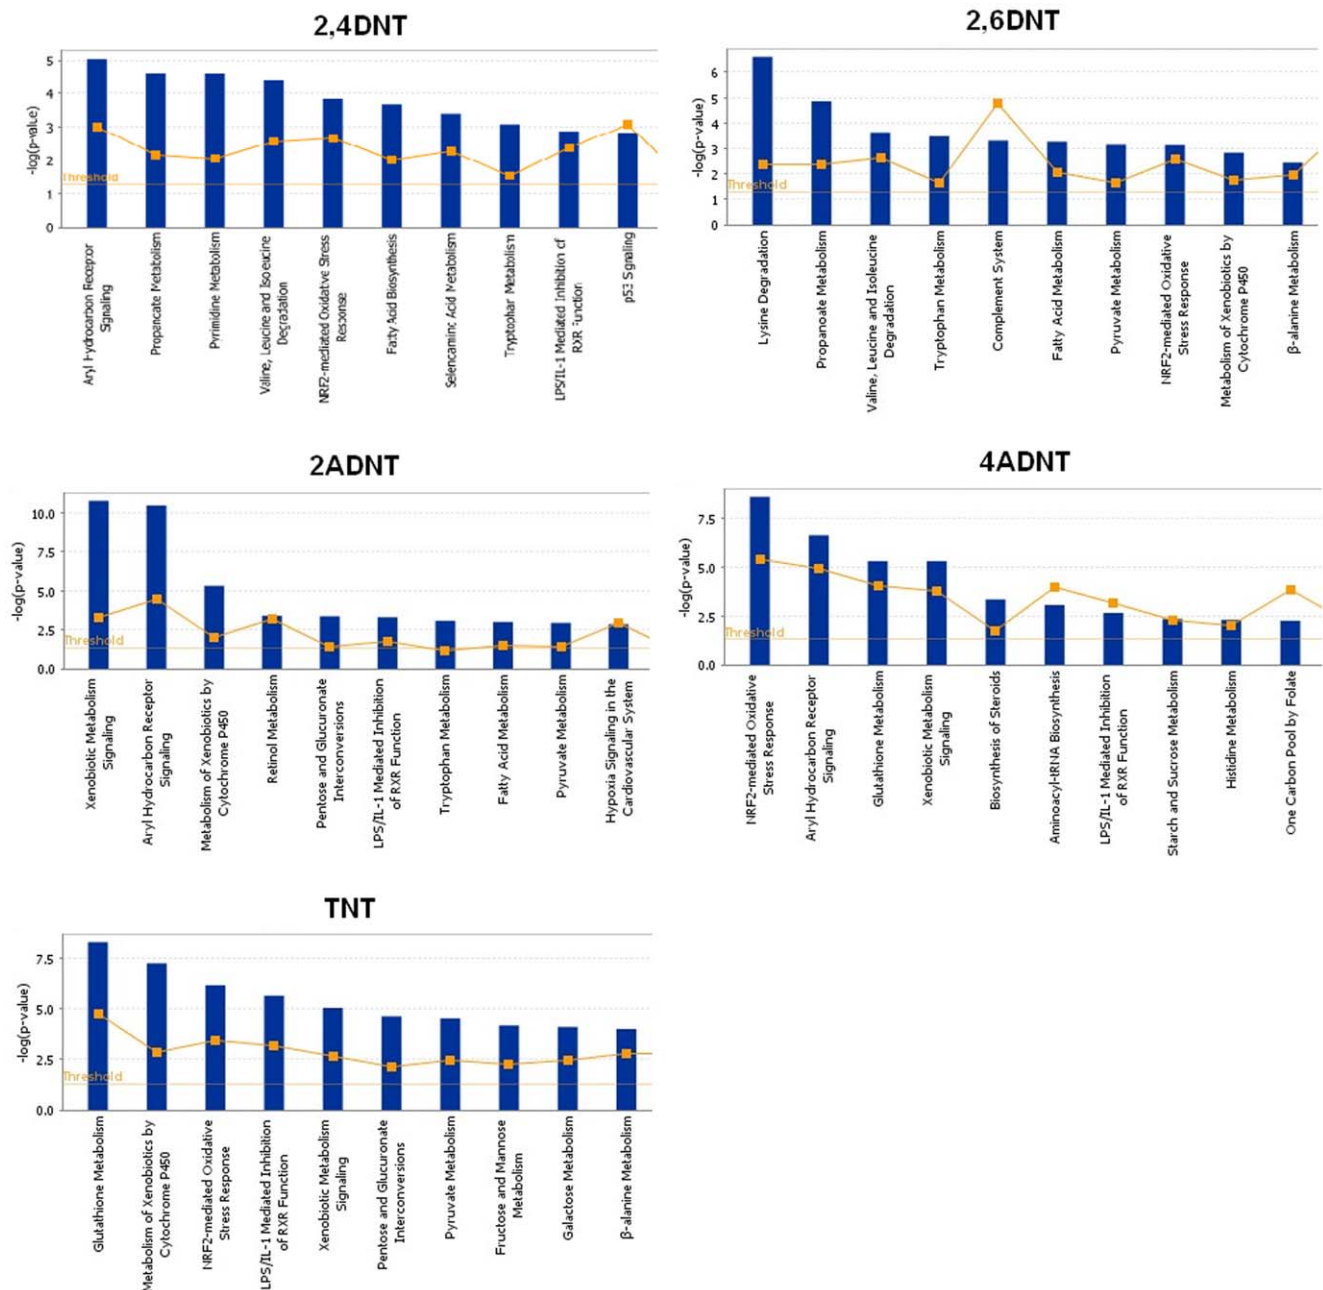 2,4DNT
-log(p-value)
5
4
3
2
1
0
Threshold
Aryl Hydrocarbon Receptor
Signaling
Propanoate Metabolism
Pyrimidine Metabolism
Valine, Leucine and Isoleucine
Degradation
NRF2-mediated Oxidative Stress
Response
Fatty Acid Biosynthesis
Selenoamino Acid Metabolism
Tryptophan Metabolism
LPS/IL-1 Mediated Inhibition of
RXR Function
p53 Signaling
2,6DNT
-log(p-value)
6
5
4
3
2
1
0
Threshold
Lysine Degradation
Propanoate Metabolism
Valine, Leucine and Isoleucine
Degradation
Tryptophan Metabolism
Complement System
Fatty Acid Metabolism
Pyruvate Metabolism
NRF2-mediated Oxidative
Stress Response
Metabolism of Xenobiotics by
Cytochrome P450
β-alanine Metabolism
2ADNT
-log(p-value)
10.0
7.5
5.0
2.5
0.0
Threshold
Xenobiotic Metabolism
Signaling
Aryl Hydrocarbon Receptor
Signaling
Metabolism of Xenobiotics by
Cytochrome P450
Retinol Metabolism
Pentose and Glucuronate
Interconversions
LPS/IL-1 Mediated Inhibition
of RXR Function
Tryptophan Metabolism
Fatty Acid Metabolism
Pyruvate Metabolism
Hypoxia Signaling in the
Cardiovascular System
4ADNT
-log(p-value)
7.5
5.0
2.5
0.0
Threshold
NRF2-mediated Oxidative
Stress Response
Aryl Hydrocarbon Receptor
Signaling
Glutathione Metabolism
Xenobiotic Metabolism
Signaling
Biosynthesis of Steroids
Aminoacyl-tRNA Biosynthesis
LPS/IL-1 Mediated Inhibition
of RXR Function
Starch and Sucrose Metabolism
Histidine Metabolism
One Carbon Pool by Folate
TNT
-log(p-value)
7.5
5.0
2.5
0.0
Threshold
Glutathione Metabolism
Metabolism of Xenobiotics by
Cytochrome P450
NRF2-mediated Oxidative
Stress Response
LPS/IL-1 Mediated Inhibition
of RXR Function
Xenobiotic Metabolism
Signaling
Pentose and Glucuronate
Interconversions
Pyruvate Metabolism
Fructose and Mannose
Metabolism
Galactose Metabolism
β-alanine Metabolism